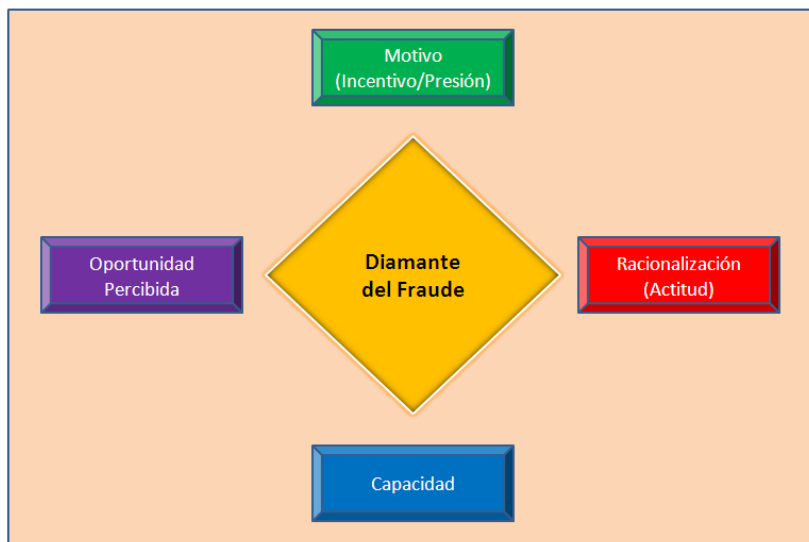 Motivo
(Incentivo/Presión)
Oportunidad
Percibida
Diamante
del Fraude
Racionalización
(Actitud)
Capacidad